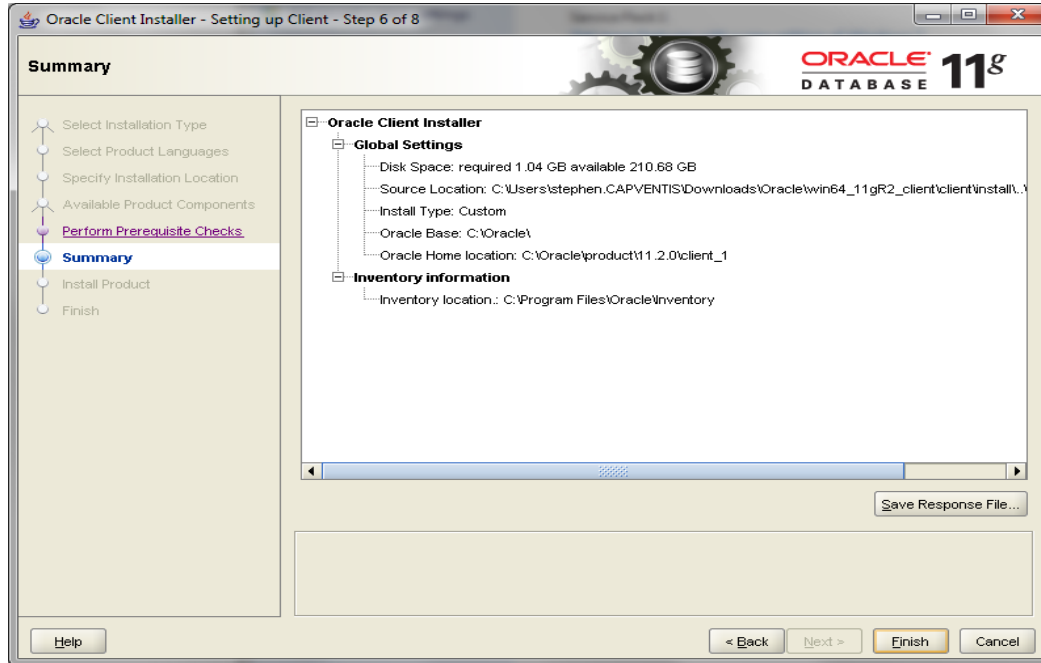 Oracle Client Installer - Setting up Client - Step 6 of 8
Summary
ORACLE
DATABASE
11g
Select Installation Type
Select Product Languages
Specify Installation Location
Available Product Components
Perform Prerequisite Checks
Summary
Install Product
Finish
Oracle Client Installer
Global Settings
Disk Space: required 1.04 GB available 210.68 GB
Source Location: C:\Users\stephen.CAPVENTIS\Downloads\Oracle\win64_11gR2_client\client\install\..\
Install Type: Custom
Oracle Base: C:\Oracle\
Oracle Home location: C:\Oracle\product\11.2.0\client_1
Inventory information
Inventory location.: C:\Program Files\Oracle\Inventory
Save Response File...
Help
< Back
Next >
Finish
Cancel